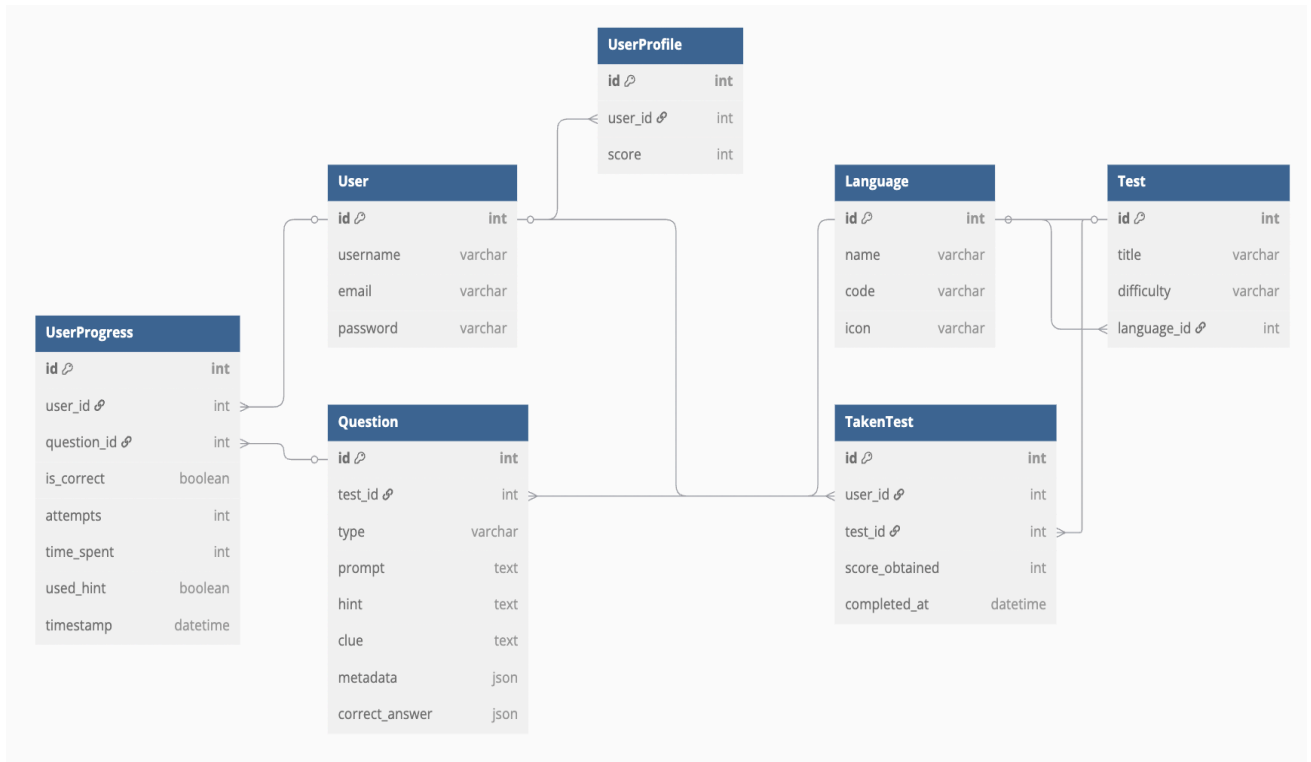 UserProfile
id int
user_id int
score int
User
id int
username varchar
email varchar
password varchar
Language
id int
name varchar
code varchar
icon varchar
Test
id int
title varchar
difficulty varchar
language_id int
UserProgress
id int
user_id int
question_id int
is_correct boolean
attempts int
time_spent int
used_hint boolean
timestamp datetime
Question
id int
test_id int
type varchar
prompt text
hint text
clue text
metadata json
correct_answer json
TakenTest
id int
user_id int
test_id int
score_obtained int
completed_at datetime